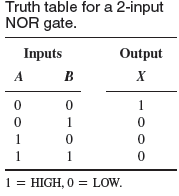 Truth table for a 2-input
NOR gate.
Inputs Output
A B X
0 0 1
0 1 0
1 0 0
1 1 0
1 = HIGH, 0 = LOW.